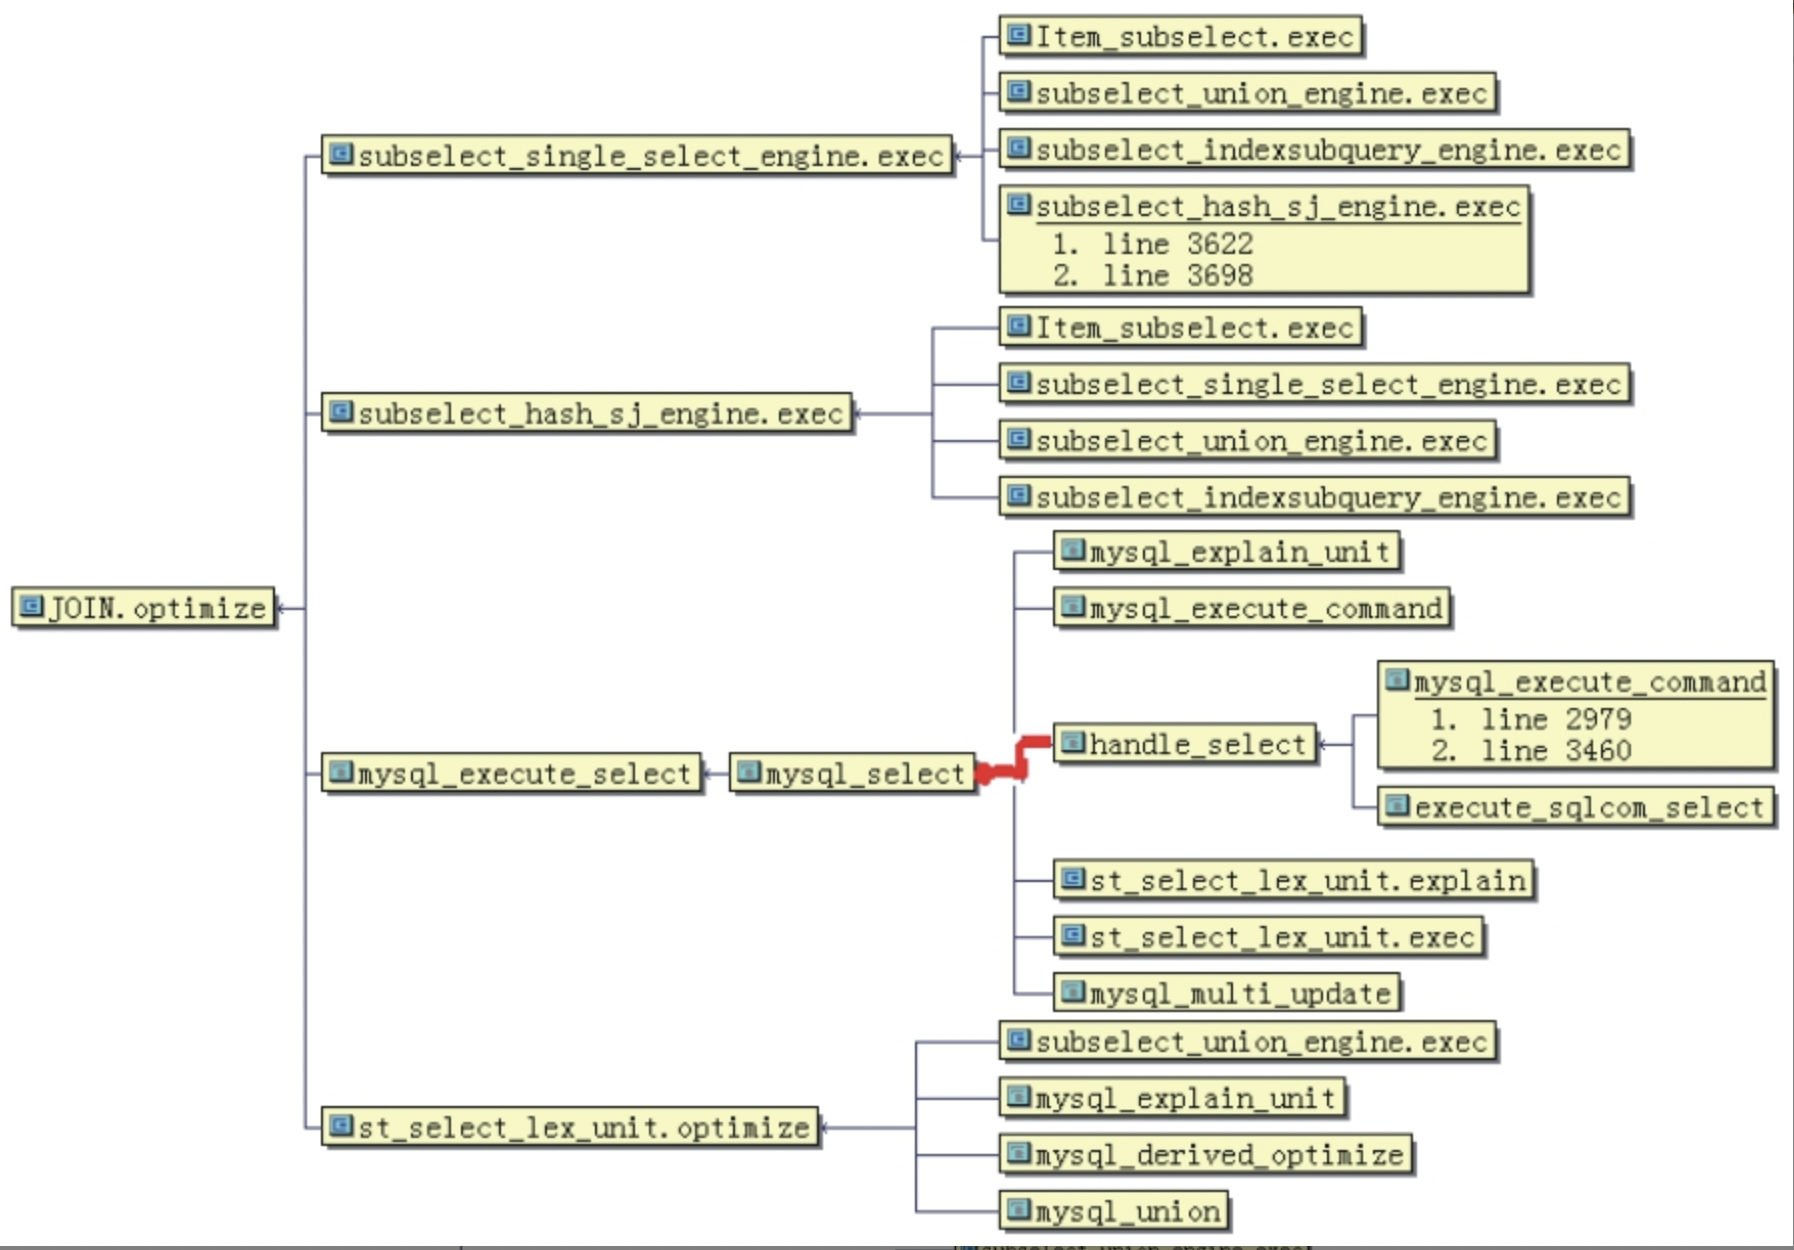 Item_subselect.exec
subselect_union_engine.exec
subselect_single_select_engine.exec
subselect_indexsubquery_engine.exec
subselect_hash_sj_engine.exec
1. line 3622
2. line 3698
Item_subselect.exec
subselect_single_select_engine.exec
subselect_hash_sj_engine.exec
subselect_union_engine.exec
subselect_indexsubquery_engine.exec
mysql_explain_unit
JOIN.optimize
mysql_execute_command
mysql_execute_command
1. line 2979
2. line 3460
handle_select
mysql_execute_select
mysql_select
execute_sqlcom_select
st_select_lex_unit.explain
st_select_lex_unit.exec
mysql_multi_update
subselect_union_engine.exec
mysql_explain_unit
st_select_lex_unit.optimize
mysql_derived_optimize
mysql_union